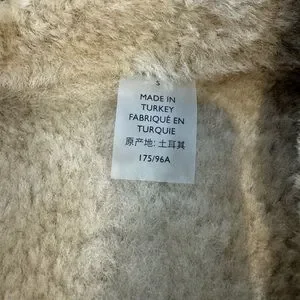 S
MADE IN
TURKEY
FABRIQUÉ EN
TURQUIE
原产地: 土耳其
175/96A